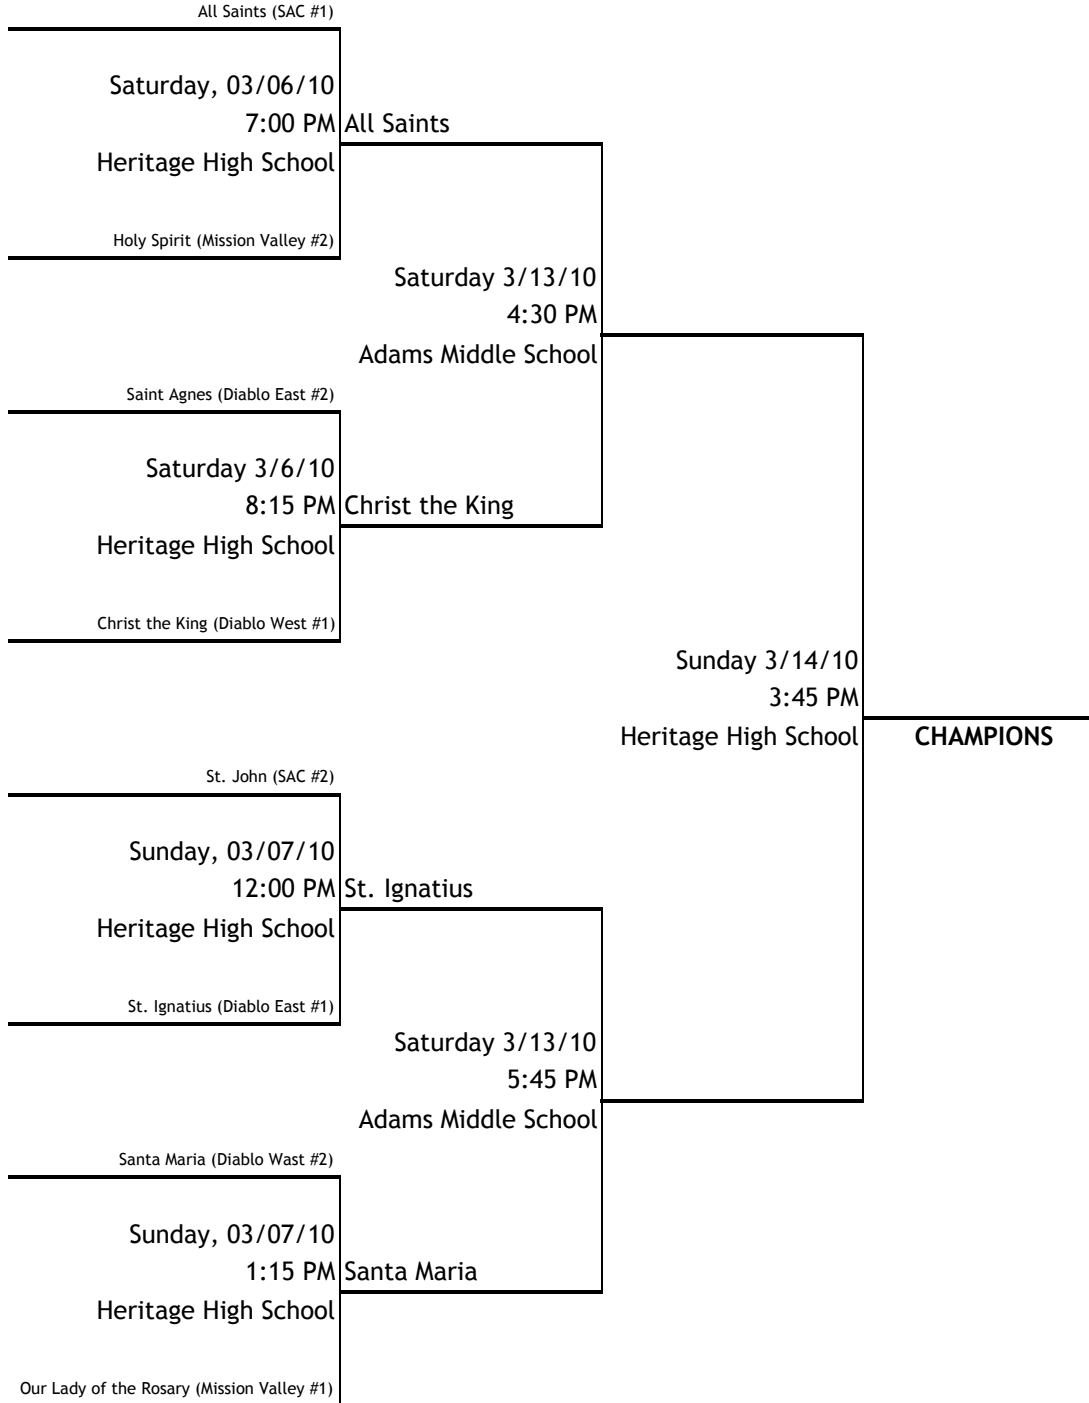 All Saints (SAC #1)
Saturday, 03/06/10
7:00 PM
All Saints
Heritage High School
Holy Spirit (Mission Valley #2)
Saturday 3/13/10
4:30 PM
Adams Middle School
Saint Agnes (Diablo East #2)
Saturday 3/6/10
8:15 PM
Christ the King
Heritage High School
Christ the King (Diablo West #1)
Sunday 3/14/10
3:45 PM
Heritage High School
CHAMPIONS
St. John (SAC #2)
Sunday, 03/07/10
12:00 PM
St. Ignatius
Heritage High School
St. Ignatius (Diablo East #1)
Saturday 3/13/10
5:45 PM
Adams Middle School
Santa Maria (Diablo Wast #2)
Sunday, 03/07/10
1:15 PM
Santa Maria
Heritage High School
Our Lady of the Rosary (Mission Valley #1)